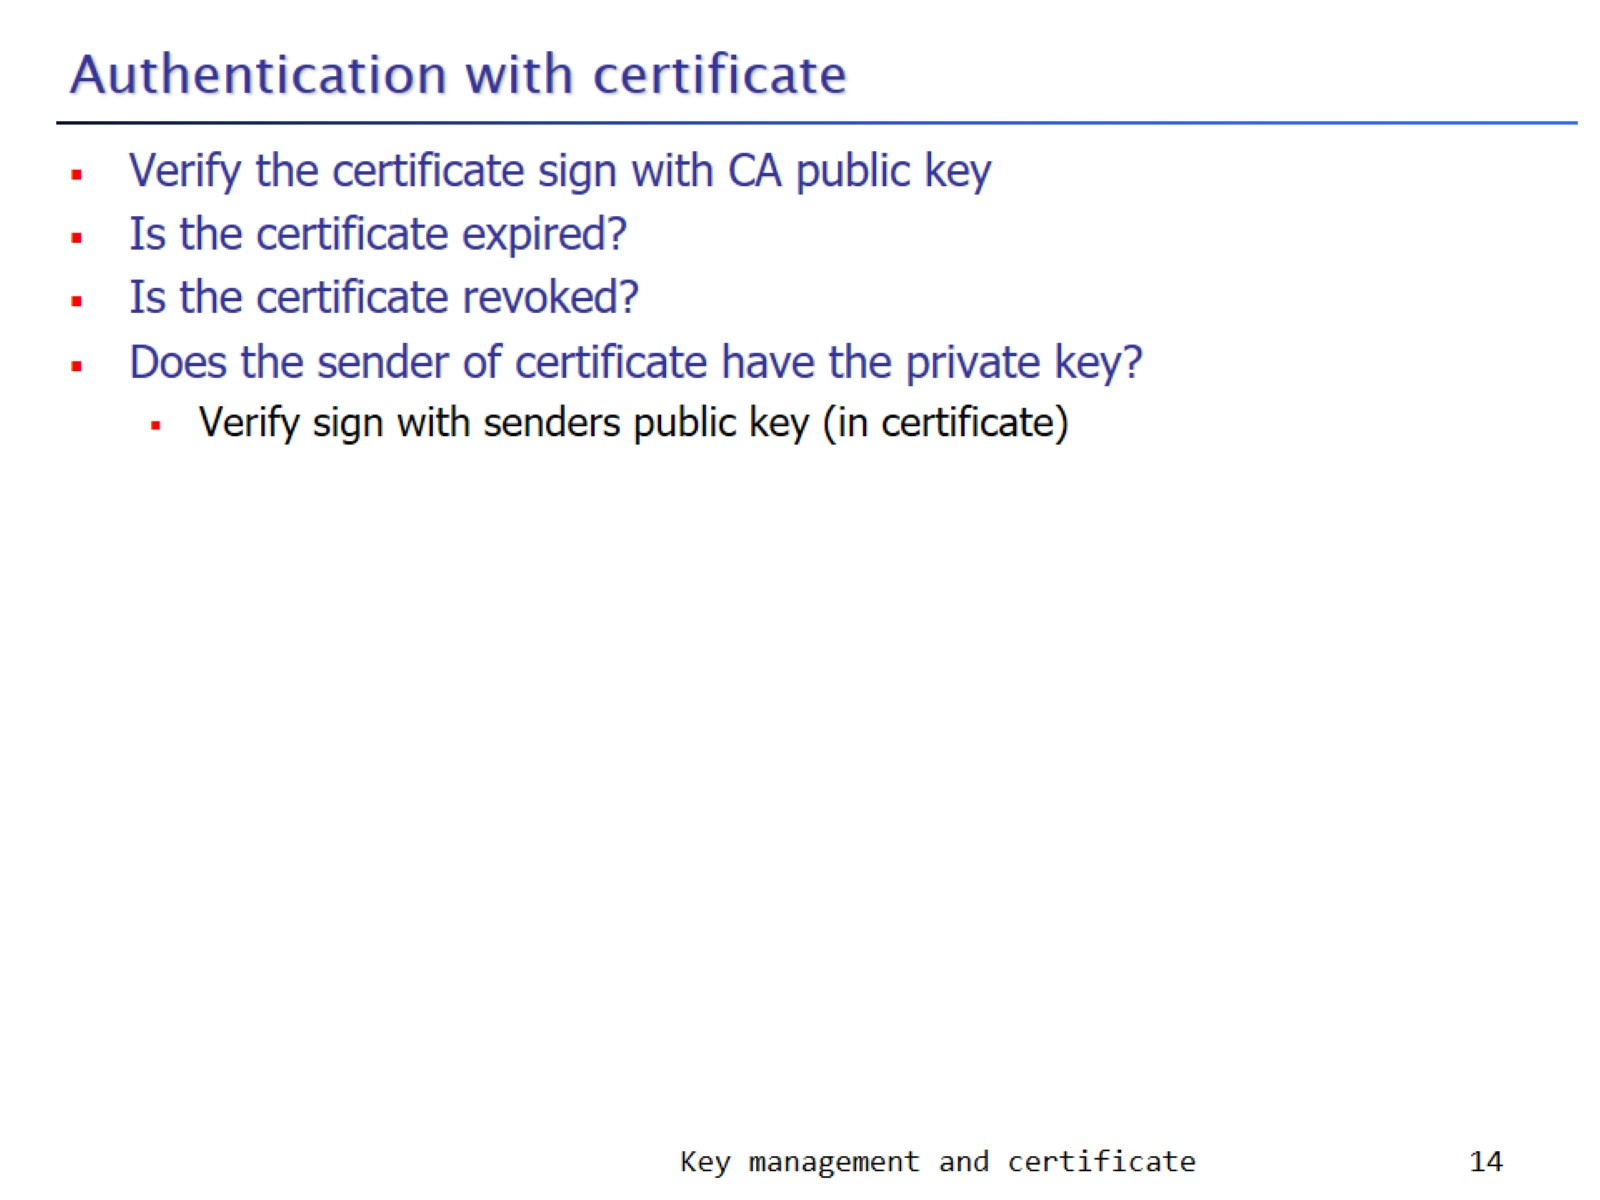 Authentication with certificate
Verify the certificate sign with CA public key
Is the certificate expired?
Is the certificate revoked?
Does the sender of certificate have the private key?
Verify sign with senders public key (in certificate)
Key management and certificate
14